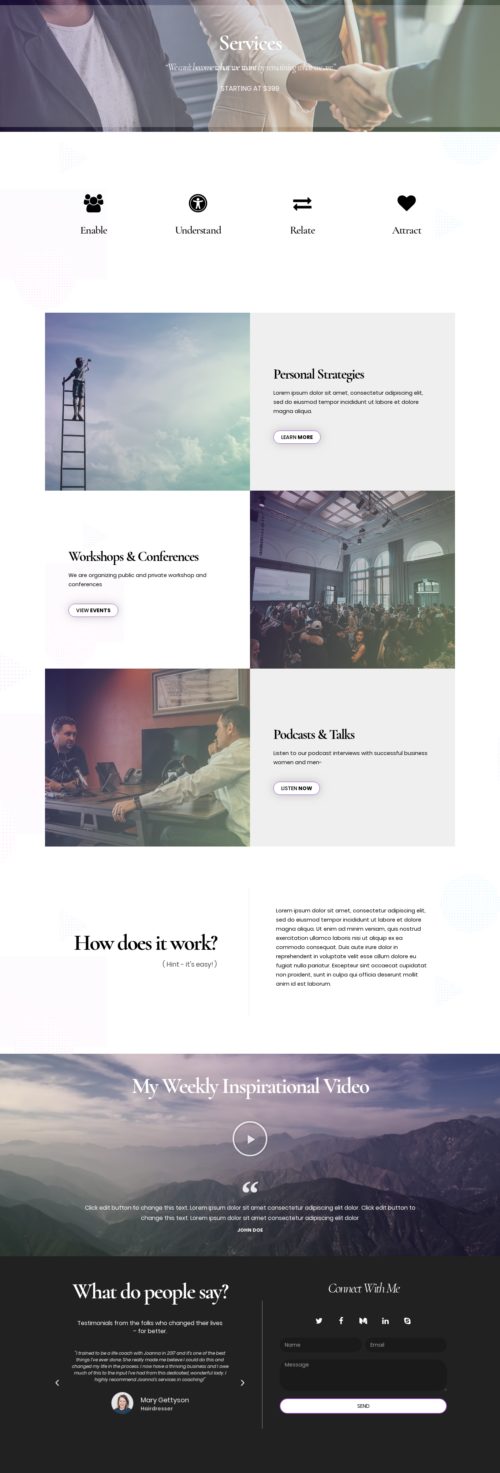 Services
"We can't become what we want by remaining what we are"
STARTING AT $399
Enable
Understand
Relate
Attract
Personal Strategies
Lorem ipsum dolor sit amet, consectetur adipiscing elit,
sed do eiusmod tempor incididunt ut labore et dolore
magna aliqua.
LEARN MORE
Workshops & Conferences
We are organizing public and private workshop and
conferences
VIEW EVENTS
Podcasts & Talks
Listen to our podcast interviews with successful business
women and men-
LISTEN NOW
How does it work?
( Hint - it's easy! )
Lorem ipsum dolor sit amet, consectetur adipiscing elit,
sed do eiusmod tempor incididunt ut labore et dolore
magna aliqua. Ut enim ad minim veniam, quis nostrud
exercitation ullamco laboris nisi ut aliquip ex ea
commodo consequat. Duis aute irure dolor in
reprehenderit in voluptate velit esse cillum dolore eu
fugiat nulla pariatur. Excepteur sint occaecat cupidatat
non proident, sunt in culpa qui officia deserunt mollit
anim id est laborum.
My Weekly Inspirational Video
“
Click edit button to change this text. Lorem ipsum dolor sit amet consectetur adipiscing elit dolor. Click edit button to
change this text. Lorem ipsum dolor sit amet consectetur adipiscing elit dolor
JOHN DOE
What do people say?
Testimonials from the folks who changed their lives
– for better.
"I trained to be a life coach with Joanna in 2017 and it's one of the best
things I've ever done. She really made me believe I could do this and
changed my life in the process. I now have a thriving business and I owe
much of this to the input I've had from this dedicated, wonderful lady. I
highly recommend Joanna's services in coaching!"
Mary Gettyson
Hairdresser
Connect With Me
Name
Email
Message
SEND